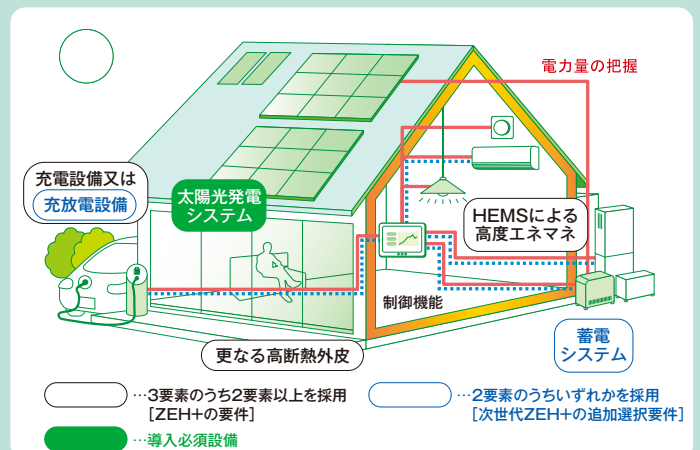 電力量の把握
充電設備又は
充放電設備
太陽光発電
システム
HEMSによる
高度エネマネ
制御機能
蓄電
システム
更なる高断熱外皮
…3要素のうち2要素以上を採用
[ZEH+の要件]
…2要素のうちいずれかを採用
[次世代ZEH+の追加選択要件]
…導入必須設備